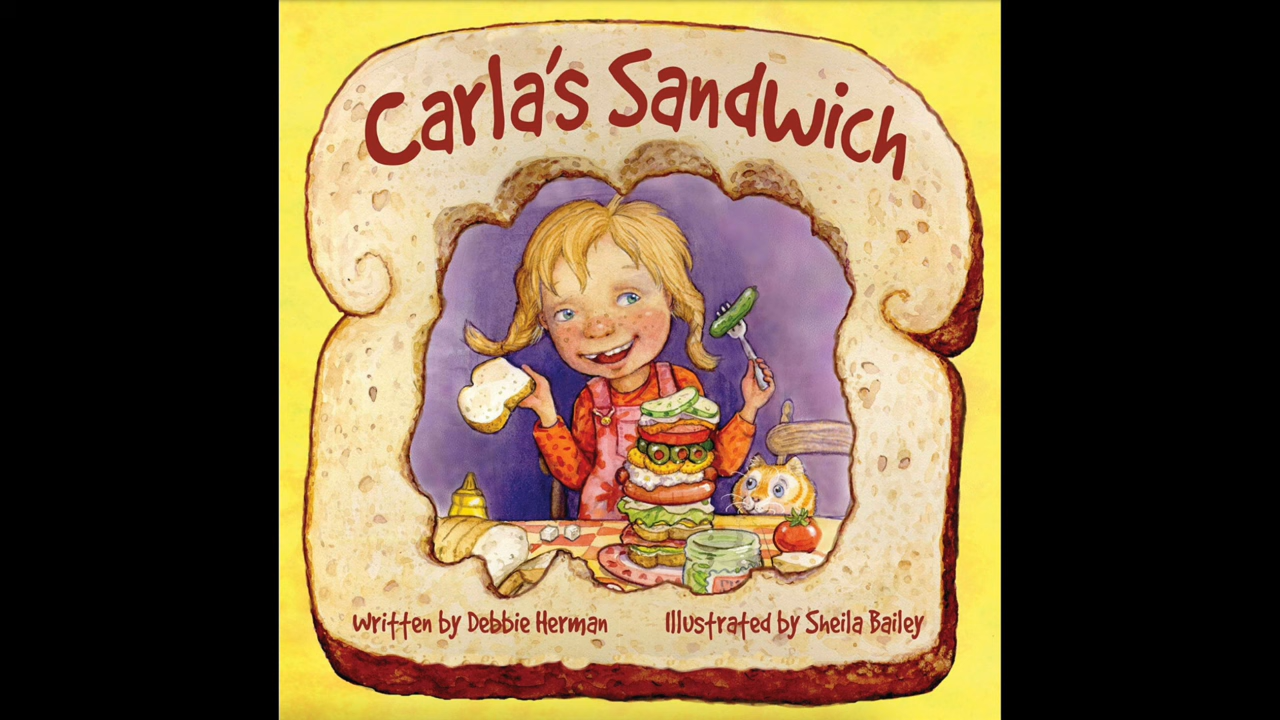 Carla's Sandwich
Written by Debbie Herman
Illustrated by Sheila Bailey